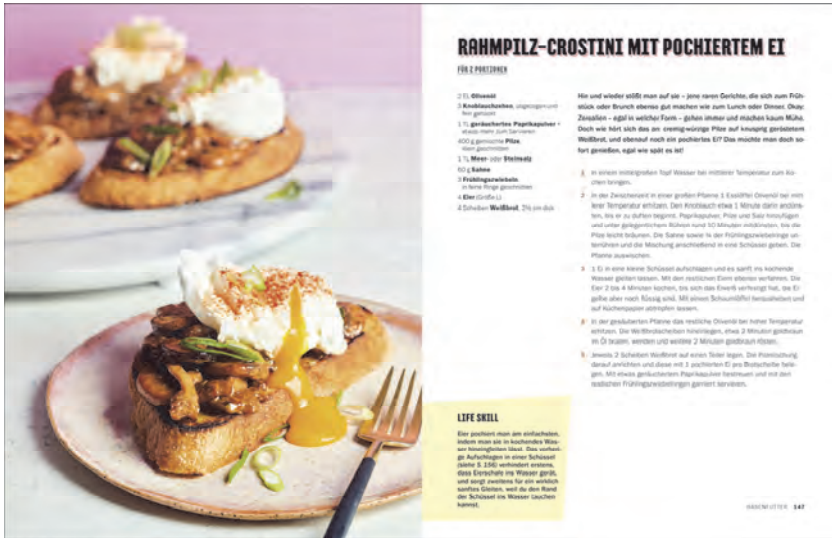 RAHMPILZ-CROSTINI MIT POCHIERTEM EI
FÜR 2 PORTIONEN
2 EL Olivenöl
3 Knoblauchzehen, abgezogen und
fein gehackt
1 TL geräuchertes Paprikapulver +
etwas mehr zum Servieren
400 g gemischte Pilze,
klein geschnitten
1 TL Meer- oder Steinsalz
60 g Sahne
3 Frühlingszwiebeln,
in feine Ringe geschnitten
4 Eier (Größe L)
4 Scheiben Weißbrot, 2½ cm dick
Hin und wieder stößt man auf sie – jene raren Gerichte, die sich zum Früh-
stück oder Brunch ebenso gut machen wie zum Lunch oder Dinner. Okay:
Zerealien – egal in welcher Form – gehen immer und machen kaum Mühe.
Doch wie hört sich das an: cremig-würzige Pilze auf knusprig geröstetem
Weißbrot, und obenauf noch ein pochiertes Ei? Das möchte man doch so-
fort genießen, egal wie spät es ist!
1 In einem mittelgroßen Topf Wasser bei mittlerer Temperatur zum Ko-
chen bringen.
2 In der Zwischenzeit in einer großen Pfanne 1 Esslöffel Olivenöl bei mitt
lerer Temperatur erhitzen. Den Knoblauch etwa 1 Minute darin andüns-
ten, bis er zu duften beginnt. Paprikapulver, Pilze und Salz hinzufügen
und unter gelegentlichem Rühren rund 10 Minuten mitdünsten, bis die
Pilze leicht bräunen. Die Sahne sowie ¾ der Frühlingszwiebelringe un-
terrühren und die Mischung anschließend in eine Schüssel geben. Die
Pfanne auswischen.
3 1 Ei in eine kleine Schüssel aufschlagen und es sanft ins kochende
Wasser gleiten lassen. Mit den restlichen Eiern ebenso verfahren. Die
Eier 2 bis 4 Minuten kochen, bis sich das Eiweiß verfestigt hat, die Ei-
gelbe aber noch flüssig sind. Mit einem Schaumlöffel herausheben und
auf Küchenpapier abtropfen lassen.
4 In der gesäuberten Pfanne das restliche Olivenöl bei hoher Temperatur
erhitzen. Die Weißbrotscheiben hineinlegen, etwa 2 Minuten goldbraun
im Öl braten, wenden und weitere 2 Minuten goldbraun rösten.
5 Jeweils 2 Scheiben Weißbrot auf einen Teller legen. Die Pilzmischung
darauf anrichten und diese mit 1 pochierten Ei pro Brotscheibe bele-
gen. Mit etwas geräuchertem Paprikapulver bestreuen und mit den
restlichen Frühlingszwiebelringen garniert servieren.
LIFE SKILL
Eier pochiert man am einfachsten,
indem man sie in kochendes Was-
ser hineingleiten lässt. Das vorheri-
ge Aufschlagen in einer Schüssel
(siehe S. 156) verhindert erstens,
dass Eierschale ins Wasser gerät,
und sorgt zweitens für ein wirklich
sanftes Gleiten, weil du den Rand
der Schüssel ins Wasser tauchen
kannst.
HASENFUTTER 147